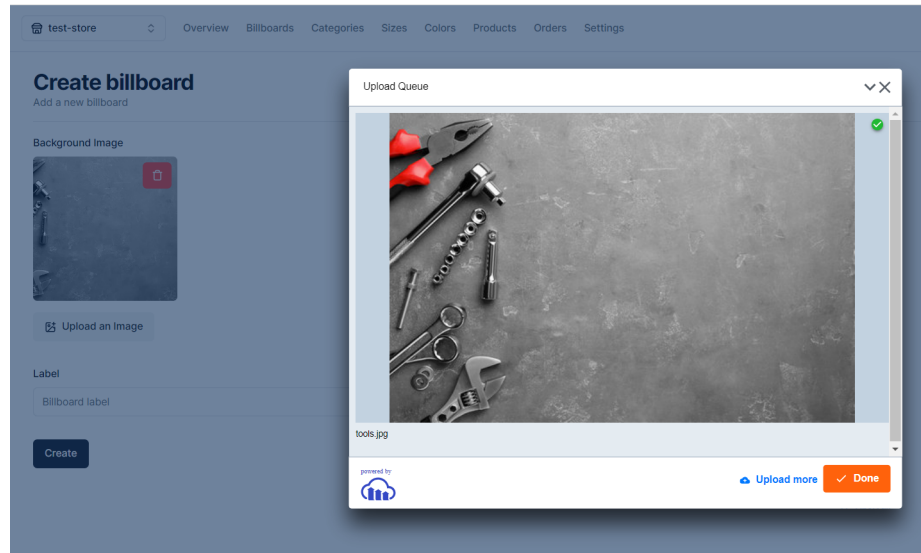 test-store
Overview Billboards Categories Sizes Colors Products Orders Settings
Create billboard
Add a new billboard
Background Image
Upload an Image
Label
Billboard label
Create
Upload Queue
tools.jpg
powered by
Upload more
Done